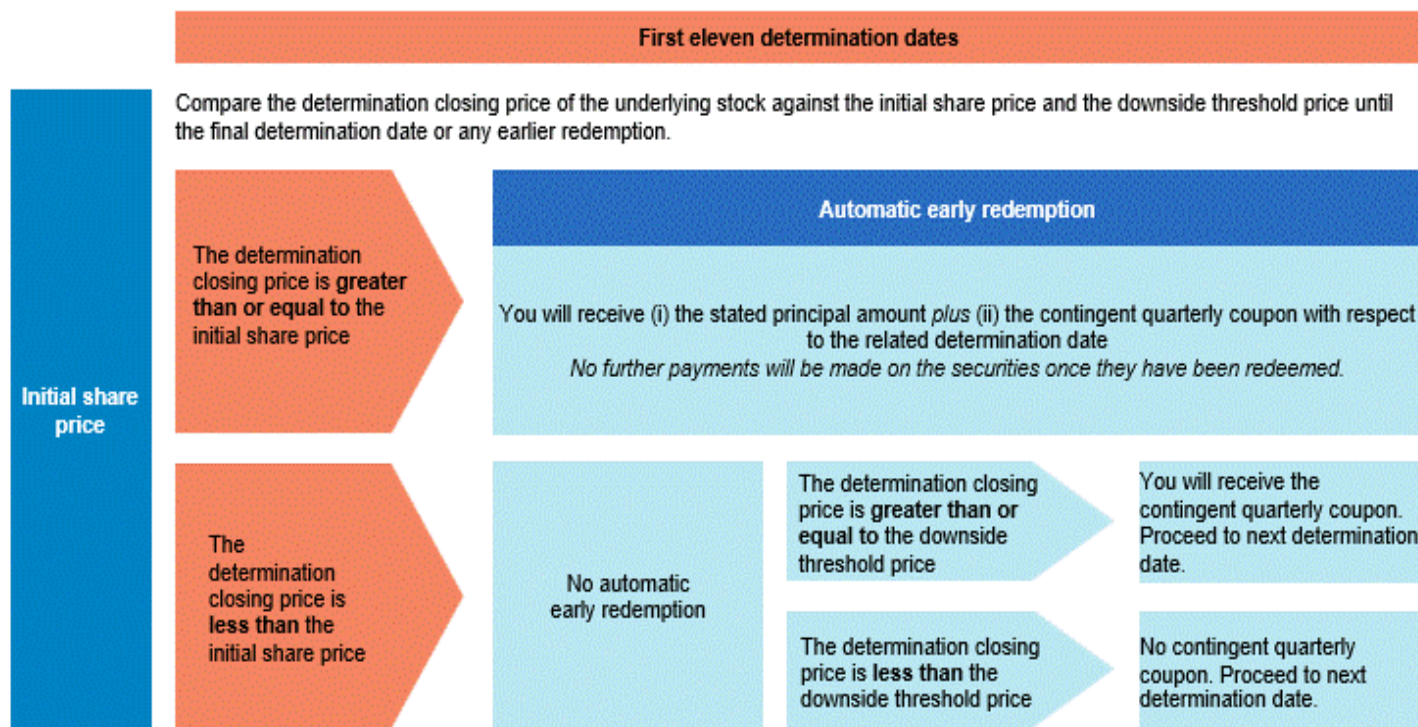 First eleven determination dates
Compare the determination closing price of the underlying stock against the initial share price and the downside threshold price until
the final determination date or any earlier redemption.
Initial share
price
The determination
closing price is greater
than or equal to the
initial share price
Automatic early redemption
You will receive (i) the stated principal amount plus (ii) the contingent quarterly coupon with respect
to the related determination date
No further payments will be made on the securities once they have been redeemed.
The
determination
closing price is
less than the
initial share price
No automatic
early redemption
The determination closing
price is greater than or
equal to the downside
threshold price
You will receive the
contingent quarterly coupon.
Proceed to next determination
date.
The determination closing
price is less than the
downside threshold price
No contingent quarterly
coupon. Proceed to next
determination date.